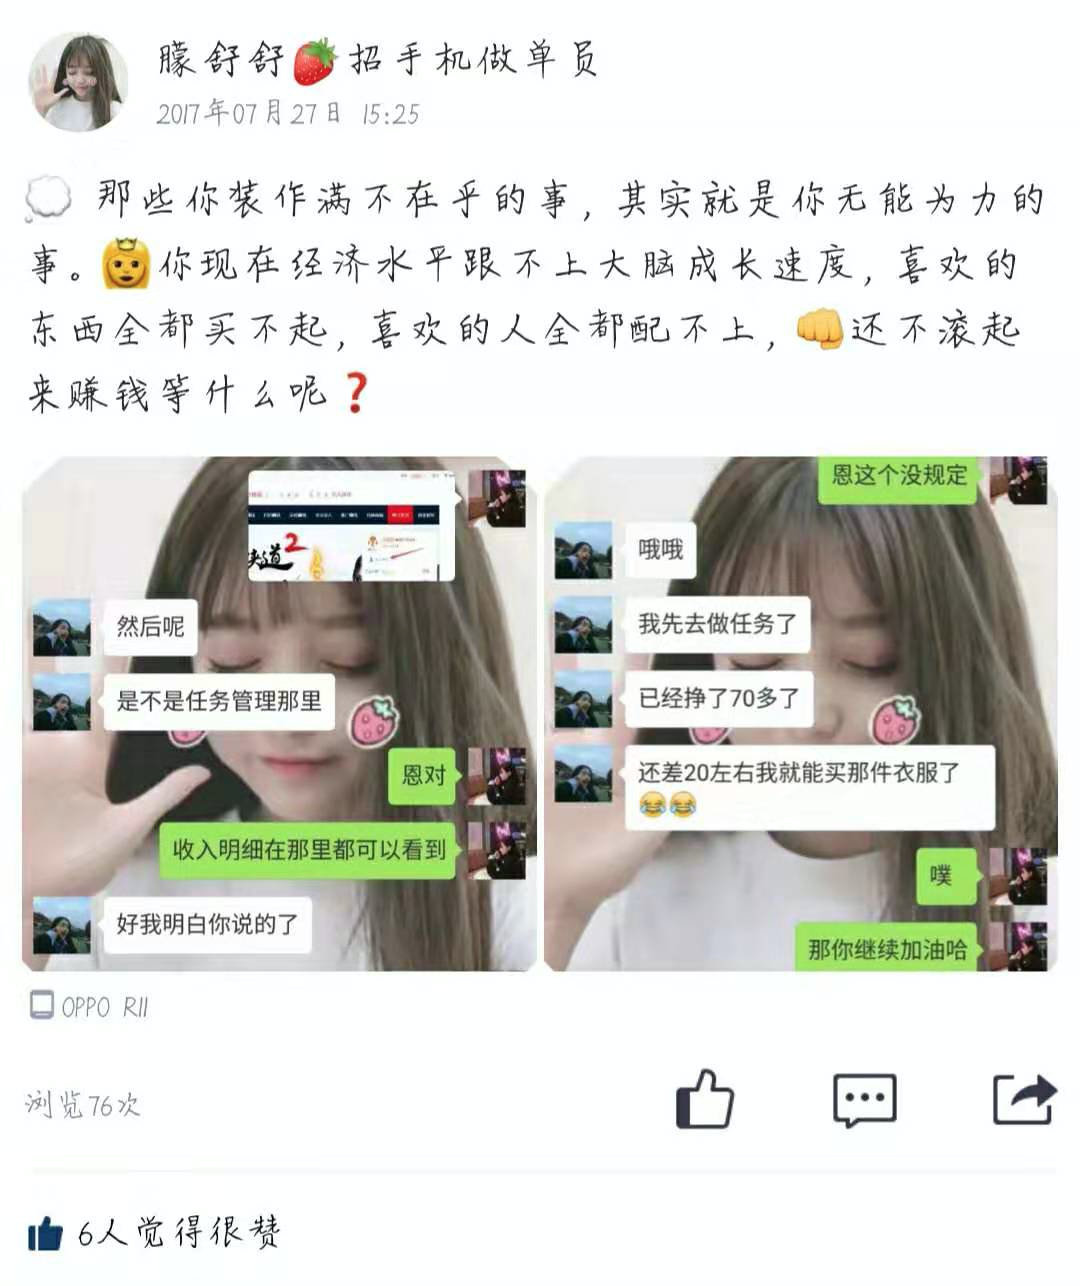 朦舒舒🍓招手机做单员
2017年07月27日 15:25
💭 那些你装作满不在乎的事，其实就是你无能为力的
事。👸你现在经济水平跟不上大脑成长速度，喜欢的
东西全都买不起，喜欢的人全都配不上，👊还不滚起
来赚钱等什么呢❓
2
然后呢
是不是任务管理那里
恩对
收入明细在那里都可以看到
好我明白你说的了
恩这个没规定
哦哦
我先去做任务了
已经挣了70多了
还差20左右我就能买那件衣服了
😂😂
噗
那你继续加油哈
OPPO R11
浏览76次
6人觉得很赞